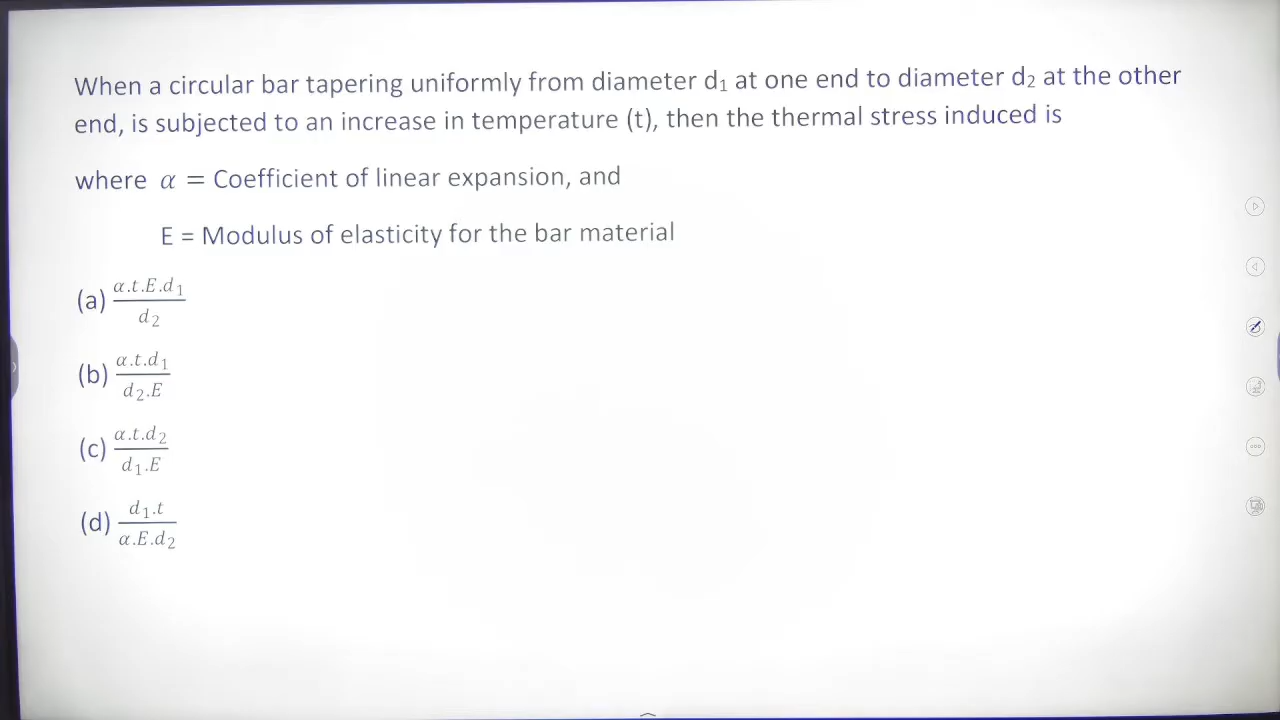 When a circular bar tapering uniformly from diameter d₁ at one end to diameter d₂ at the other
end, is subjected to an increase in temperature (t), then the thermal stress induced is
where α = Coefficient of linear expansion, and
E = Modulus of elasticity for the bar material
(a) α.t.E.d₁ / d₂
(b) α.t.d₁ / d₂.E
(c) α.t.d₂ / d₁.E
(d) d₁.t / α.E.d₂